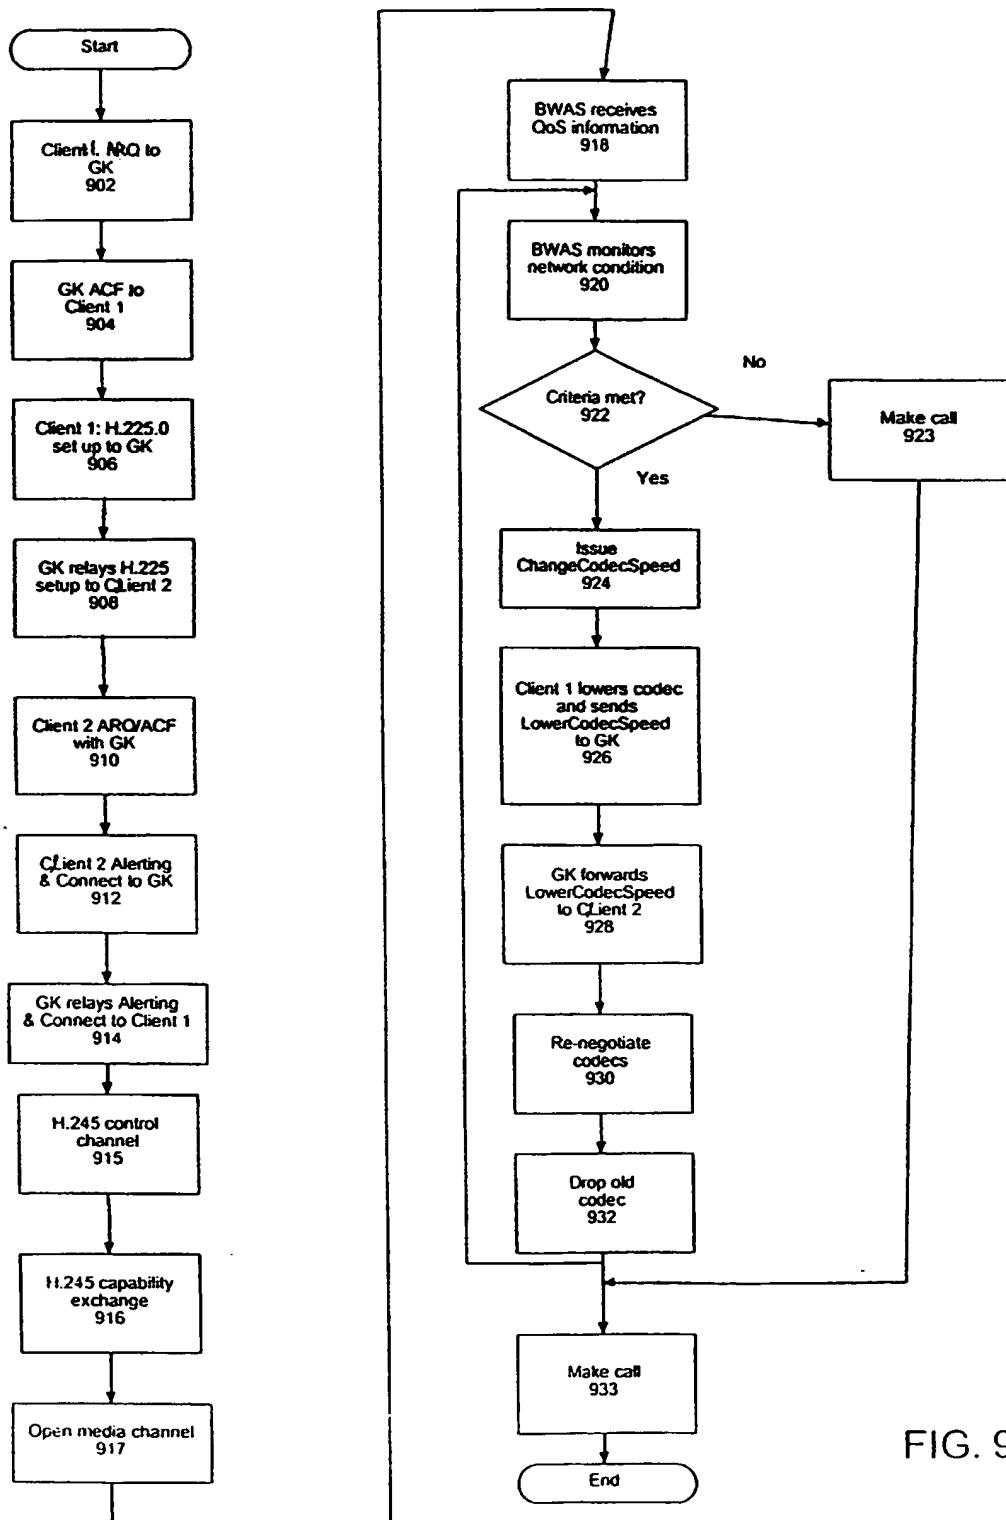 Start
Client 1: ARQ to
GK
902
GK ACF to
Client 1
904
Client 1: H.225.0
set up to GK
906
GK relays H.225
setup to CLient 2
908
Client 2 ARQ/ACF
with GK
910
CLient 2 Alerting
& Connect to GK
912
GK relays Alerting
& Connect to Client 1
914
H.245 control
channel
915
H.245 capability
exchange
916
Open media channel
917
BWAS receives
QoS information
918
BWAS monitors
network condition
920
Criteria met?
922
No
Make call
923
Yes
Issue
ChangeCodecSpeed
924
Client 1 lowers codec
and sends
LowerCodecSpeed
to GK
926
GK forwards
LowerCodecSpeed
to CLient 2
928
Re-negotiate
codecs
930
Drop old
codec
932
Make call
933
End
FIG. 9